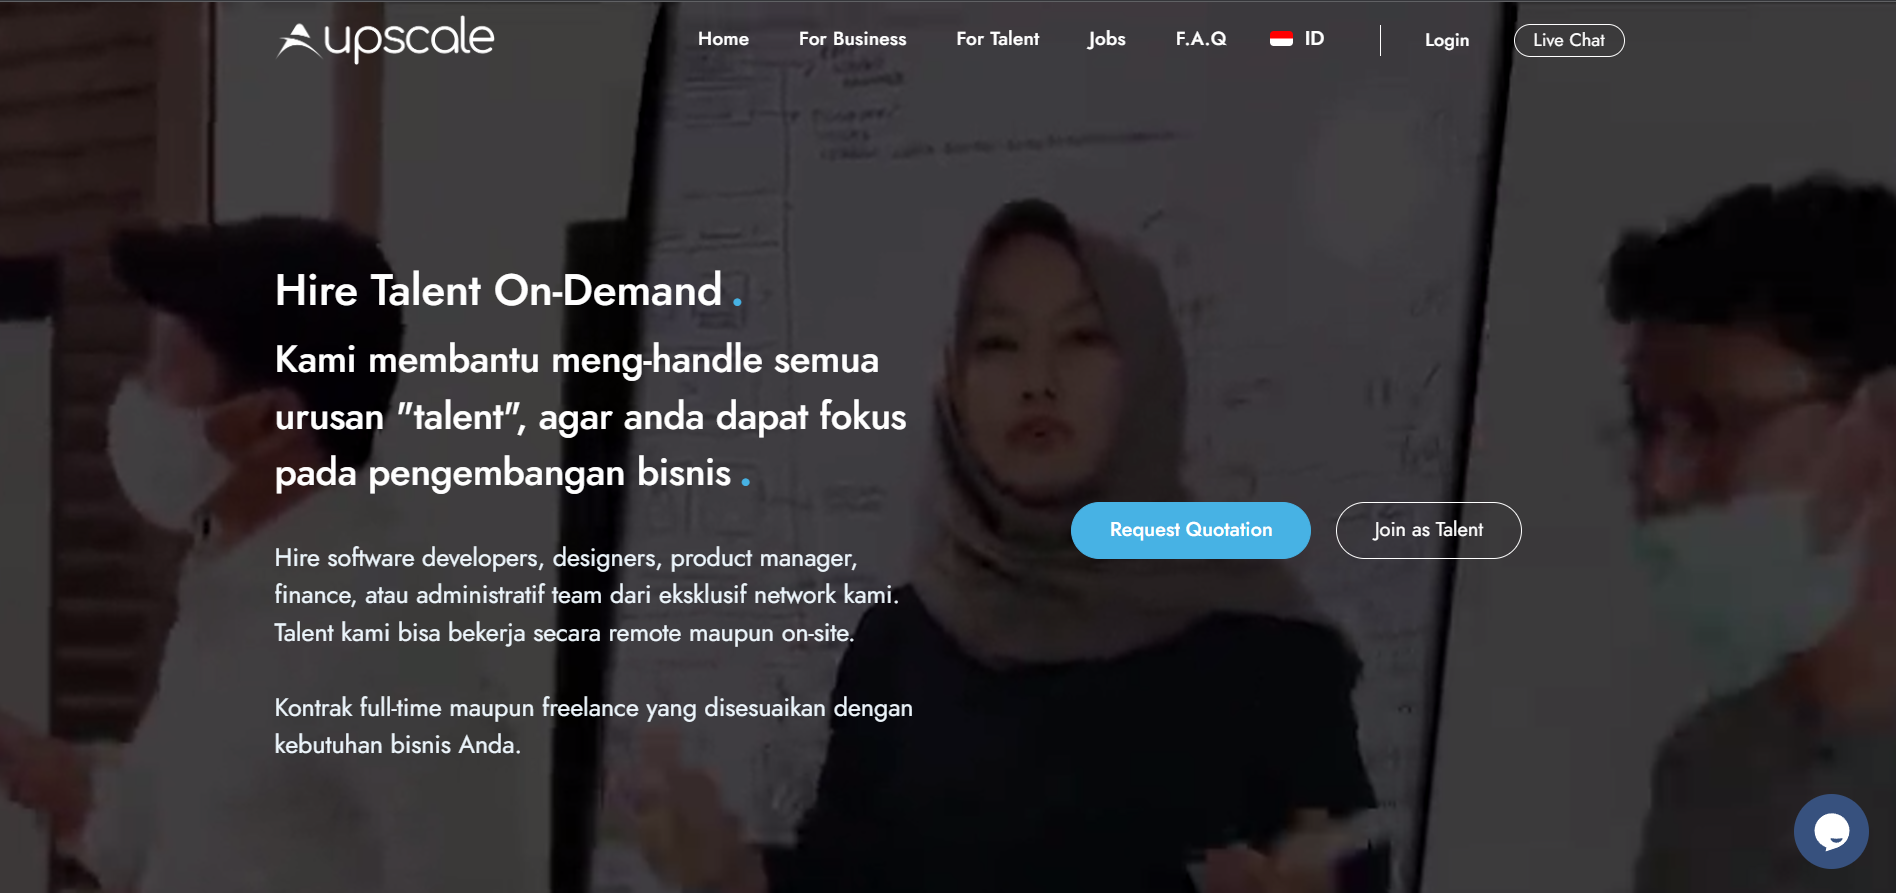 upscale
Home For Business For Talent Jobs F.A.Q ID Login Live Chat
Hire Talent On-Demand.
Kami membantu meng-handle semua
urusan "talent", agar anda dapat fokus
pada pengembangan bisnis.
Request Quotation Join as Talent
Hire software developers, designers, product manager,
finance, atau administratif team dari eksklusif network kami.
Talent kami bisa bekerja secara remote maupun on-site.
Kontrak full-time maupun freelance yang disesuaikan dengan
kebutuhan bisnis Anda.